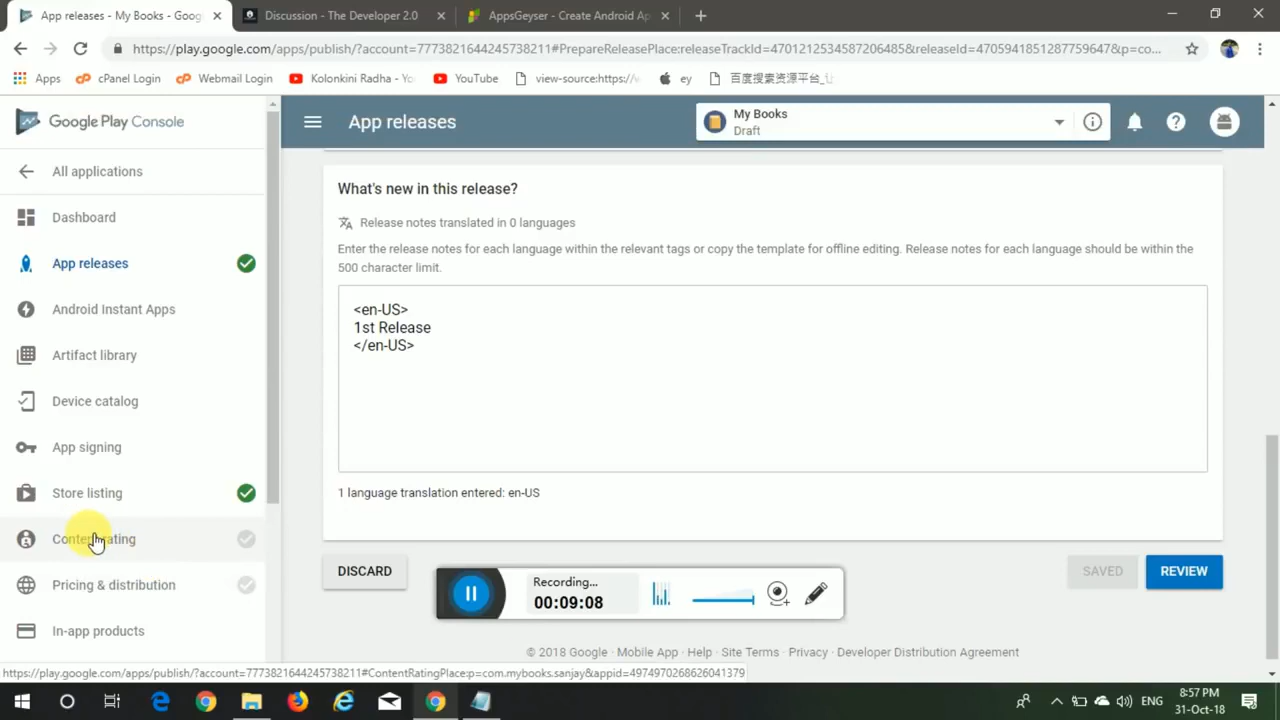 App releases - My Books - Goog
Discussion - The Developer 2.0
AppsGeyser - Create Android Ap
https://play.google.com/apps/publish/?account=7773821644245738211#PrepareReleasePlace:releaseTrackId=4701212534587206485&releaseId=4705941851287759647&p=co...
Apps
cPanel Login
Webmail Login
Kolonkini Radha - Yo
YouTube
view-source:https://w
ey
百度搜索资源平台_
Google Play Console
App releases
My Books
Draft
All applications
Dashboard
App releases
Android Instant Apps
Artifact library
Device catalog
App signing
Store listing
Content rating
Pricing & distribution
In-app products
What's new in this release?
Release notes translated in 0 languages
Enter the release notes for each language within the relevant tags or copy the template for offline editing. Release notes for each language should be within the
500 character limit.
<en-US>
1st Release
</en-US>
1 language translation entered: en-US
DISCARD
SAVED
REVIEW
Recording...
00:09:08
© 2018 Google · Mobile App · Help · Site Terms · Privacy · Developer Distribution Agreement
https://play.google.com/apps/publish/?account=7773821644245738211#ContentRatingPlace:p=com.mybooks.sanjay&appid=4974970268626041379
ENG
8:57 PM
31-Oct-18